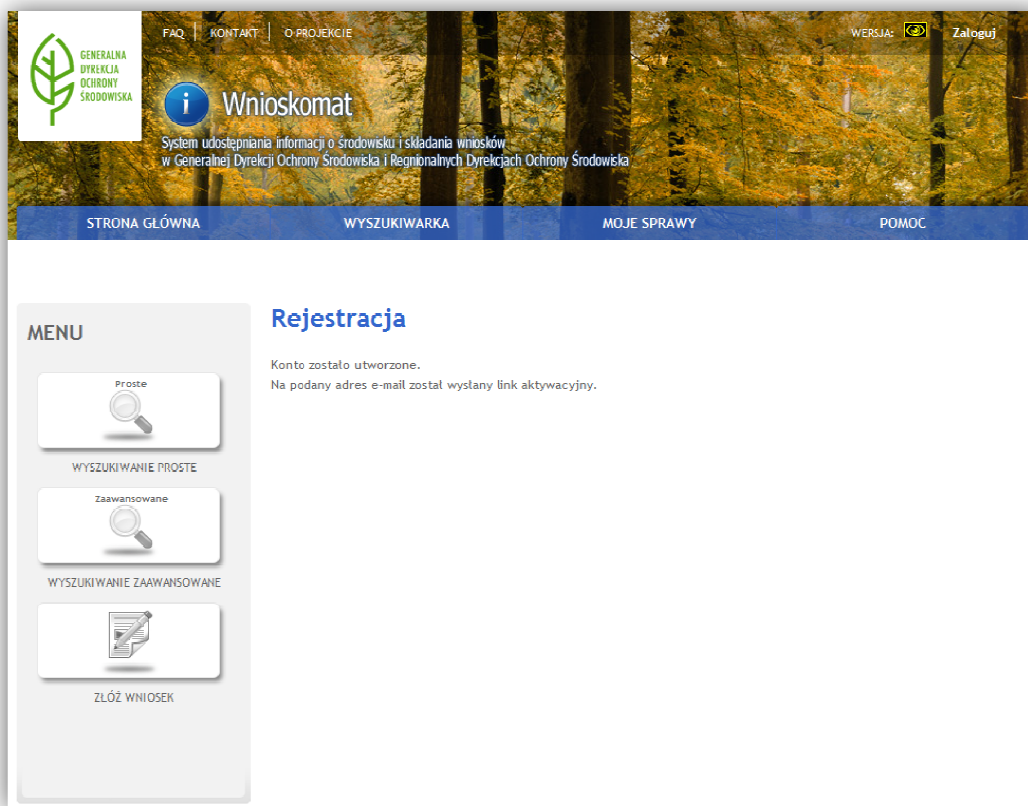 GENERALNA
DYREKCJA
OCHRONY
ŚRODOWISKA
FAQ
KONTAKT
O PROJEKCIE
WERSJA:
Zaloguj
i
Wnioskomat
System udostępniania informacji o środowisku i składania wniosków
w Generalnej Dyrekcji Ochrony Środowiska i Regnionalnych Dyrekcjach Ochrony Środowiska
STRONA GŁÓWNA
WYSZUKIWARKA
MOJE SPRAWY
POMOC
MENU
Proste
WYSZUKIWANIE PROSTE
Zaawansowane
WYSZUKIWANIE ZAAWANSOWANE
ZŁÓŻ WNIOSEK
Rejestracja
Konto zostało utworzone.
Na podany adres e-mail został wysłany link aktywacyjny.